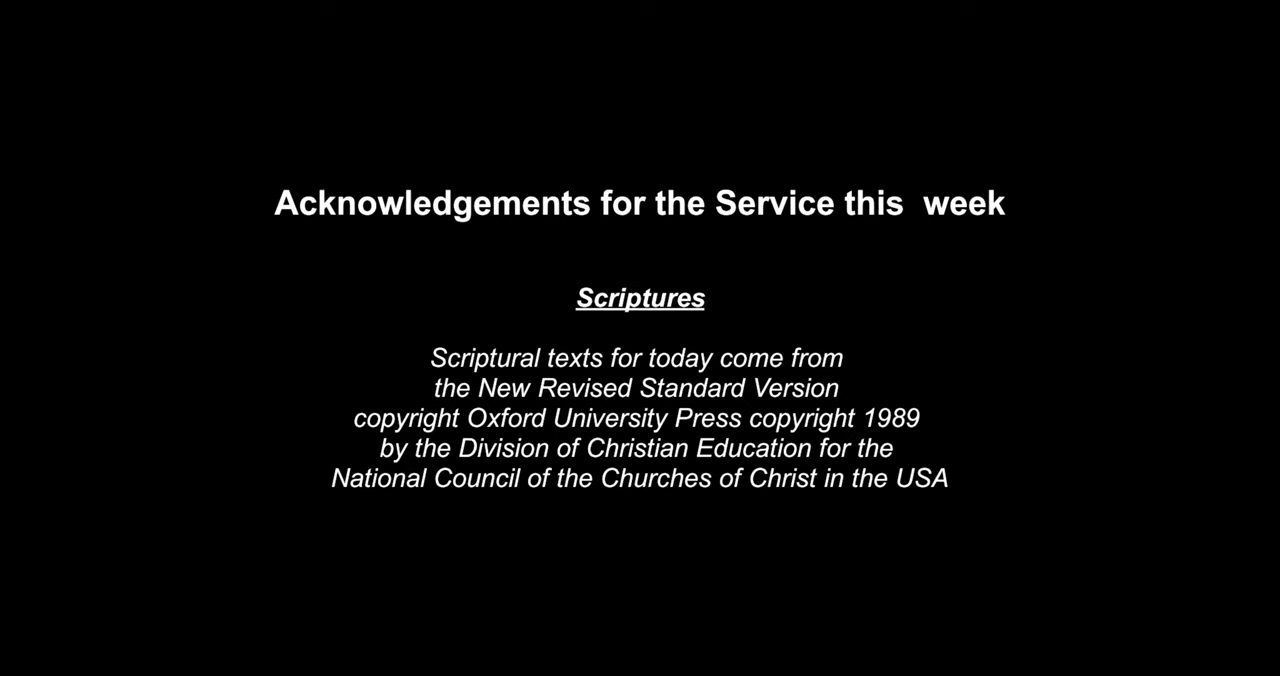 Acknowledgements for the Service this  week
Scriptures
Scriptural texts for today come from
the New Revised Standard Version
copyright Oxford University Press copyright 1989
by the Division of Christian Education for the
National Council of the Churches of Christ in the USA